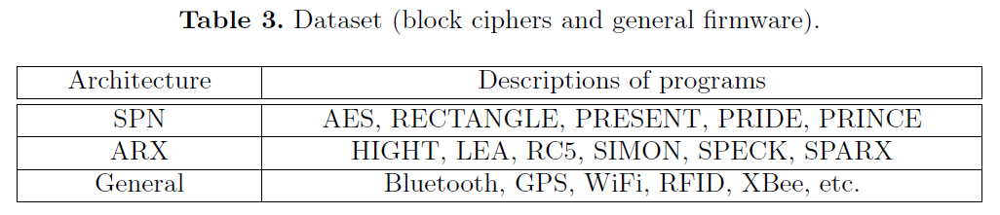 Table 3. Dataset (block ciphers and general firmware).
Architecture Descriptions of programs
SPN AES, RECTANGLE, PRESENT, PRIDE, PRINCE
ARX HIGHT, LEA, RC5, SIMON, SPECK, SPARX
General Bluetooth, GPS, WiFi, RFID, XBee, etc.